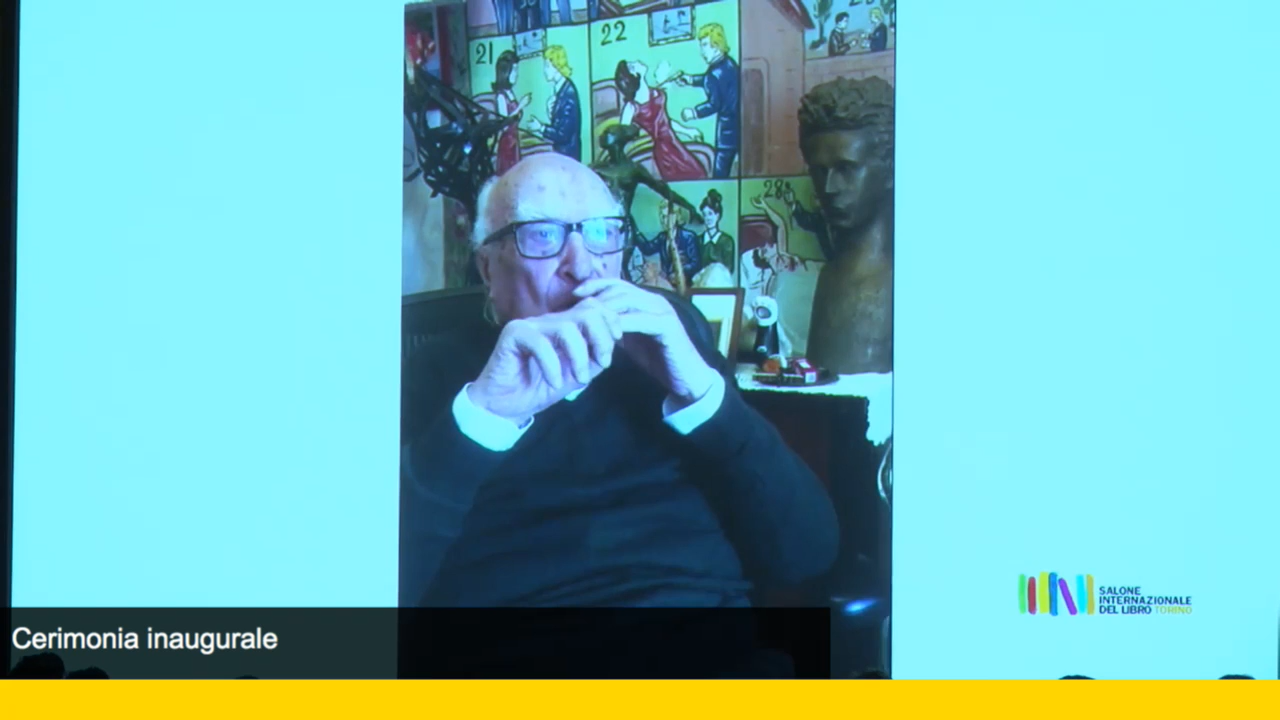 21
22
28
Cerimonia inaugurale
SALONE
INTERNAZIONALE
DEL LIBRO TORINO